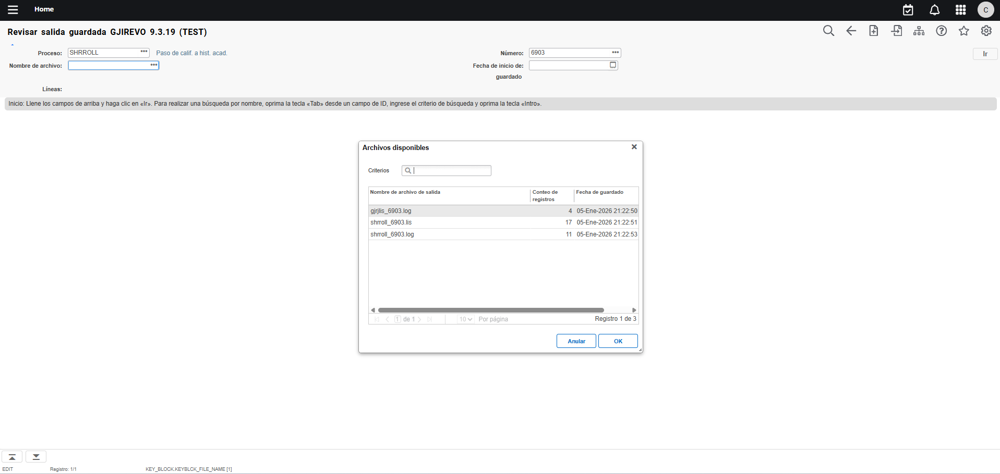 Home
C
Revisar salida guardada GJIREVO 9.3.19 (TEST)
Proceso: SHRROLL ••• Paso de calif. a hist. acad. Número: 6903 ••• Ir
Nombre de archivo: ••• Fecha de inicio de:
guardado
Líneas:
Inicio: Llene los campos de arriba y haga clic en «Ir». Para realizar una búsqueda por nombre, oprima la tecla «Tab» desde un campo de ID, ingrese el criterio de búsqueda y oprima la tecla «Intro».
Archivos disponibles
Criterios
Nombre de archivo de salida Conteo de registros Fecha de guardado
gjrjlis_6903.log 4 05-Ene-2026 21:22:50
shrroll_6903.lis 17 05-Ene-2026 21:22:51
shrroll_6903.log 11 05-Ene-2026 21:22:53
1 de 1 10 Por página Registro 1 de 3
Anular OK
EDIT Registro: 1/1 KEY_BLOCK.KEYBLCK_FILE_NAME [1]